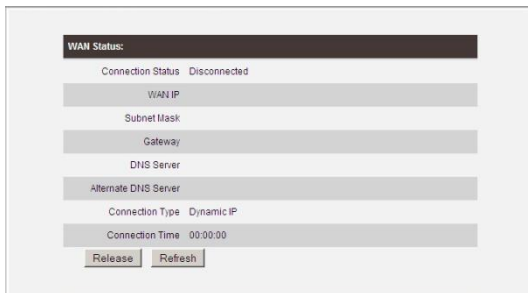 WAN Status:
Connection Status Disconnected
WAN IP
Subnet Mask
Gateway
DNS Server
Alternate DNS Server
Connection Type Dynamic IP
Connection Time 00:00:00
Release Refresh